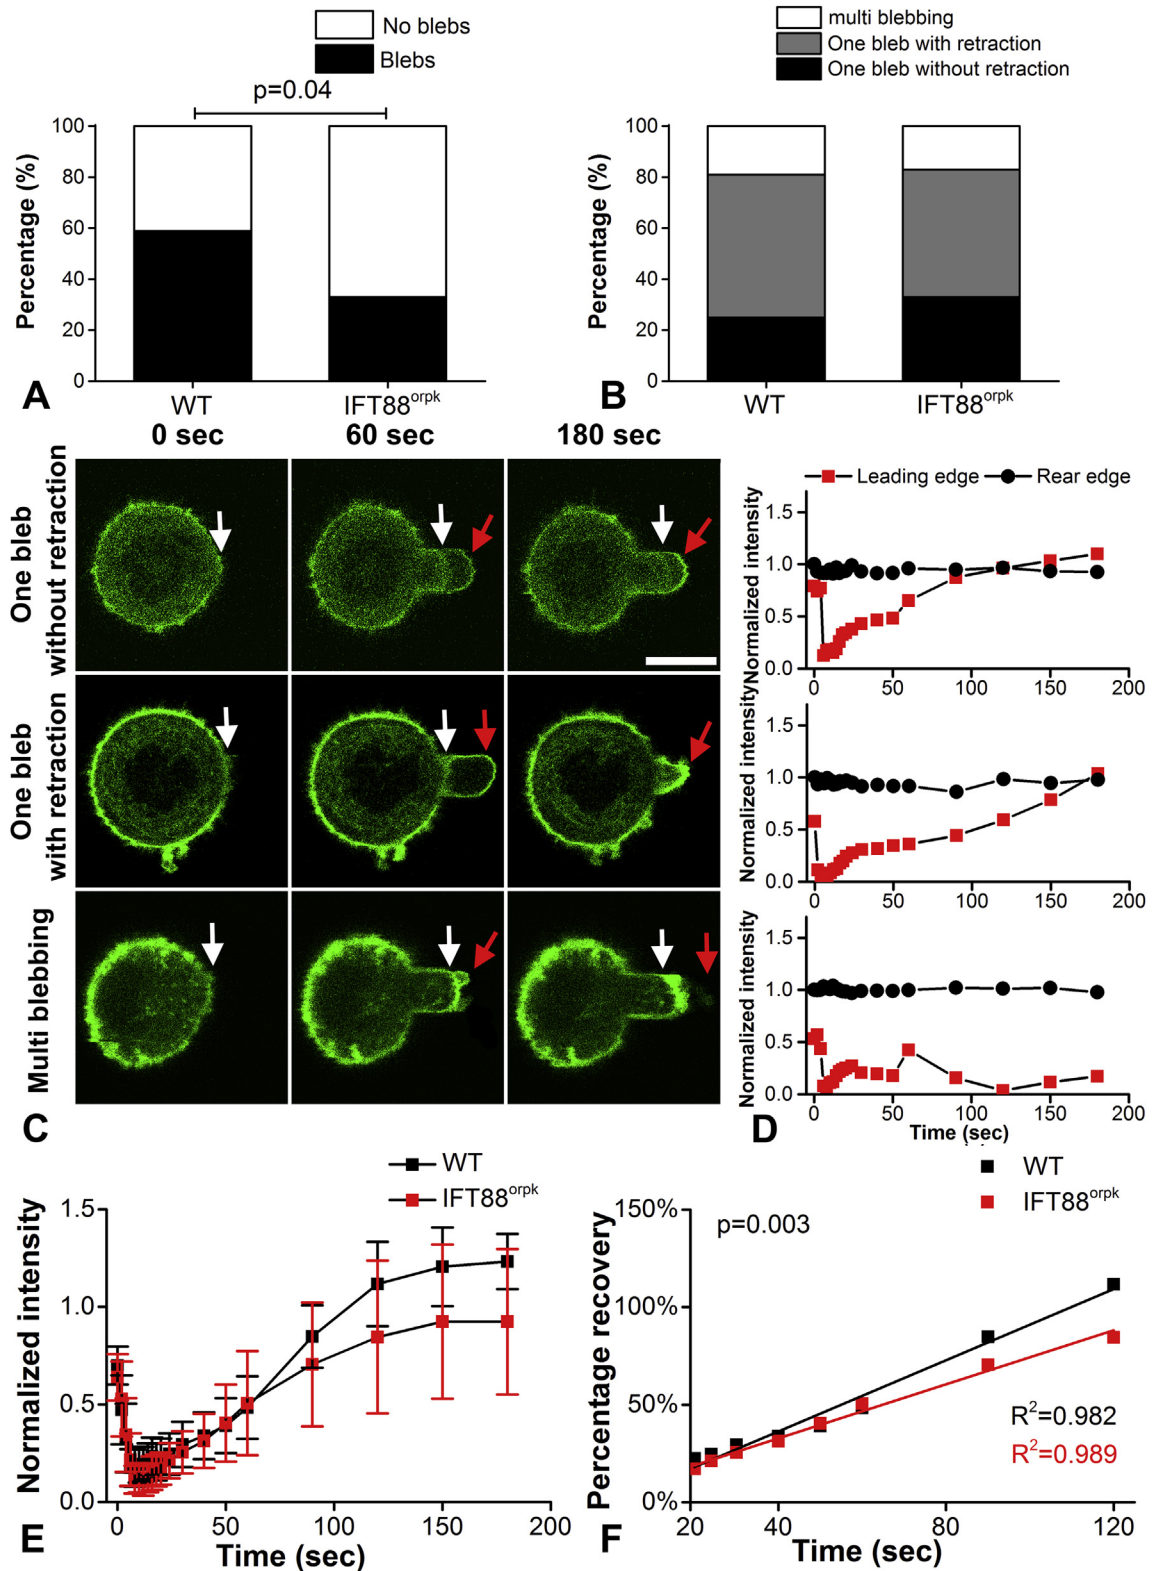 No blebs
Blebs
p=0.04
Percentage (%)
100
80
60
40
20
0
WT
IFT88orpk
A
multi blebbing
One bleb with retraction
One bleb without retraction
Percentage (%)
100
80
60
40
20
0
WT
IFT88orpk
B
0 sec
60 sec
180 sec
One bleb
without retraction
One bleb
with retraction
Multi blebbing
C
Leading edge
Rear edge
Normalized intensity
1.5
1.0
0.5
0.0
0
50
100
150
200
Normalized intensity
1.5
1.0
0.5
0.0
0
50
100
150
200
Normalized intensity
1.5
1.0
0.5
0.0
0
50
100
150
200
Time (sec)
D
WT
IFT88orpk
Normalized intensity
1.5
1.0
0.5
0.0
0
50
100
150
200
Time (sec)
E
WT
IFT88orpk
p=0.003
Percentage recovery
150%
100%
50%
0%
R2=0.982
R2=0.989
20
40
80
120
Time (sec)
F